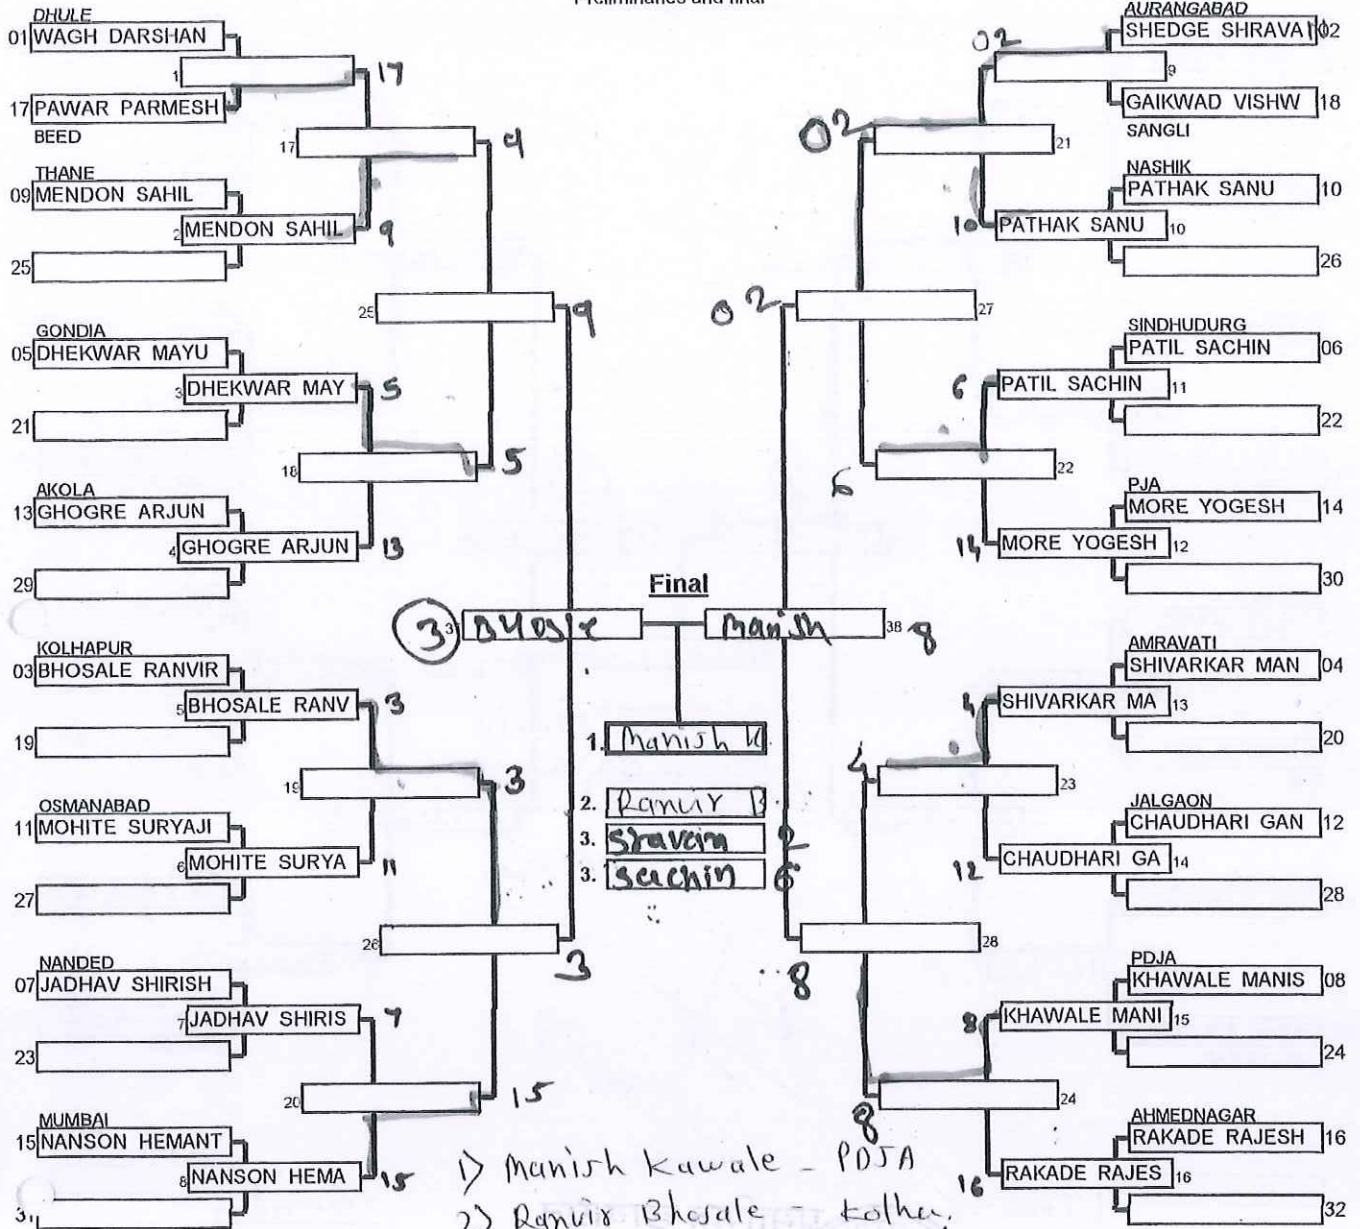 Preliminaries and final
DHULE
01 WAGH DARSHAN
1 17
17 PAWAR PARMESH
BEED
17 9
THANE
09 MENDON SAHIL
2 MENDON SAHIL 9
25
25 9
GONDIA
05 DHEKWAR MAYU
3 DHEKWAR MAY 5
21
18 5
AKOLA
13 GHOGRE ARJUN
4 GHOGRE ARJUN 13
29
KOLHAPUR
03 BHOSALE RANVIR
5 BHOSALE RANV 3
19
19 3
OSMANABAD
11 MOHITE SURYAJI
6 MOHITE SURYA 11
27
26 3
NANDED
07 JADHAV SHIRISH
7 JADHAV SHIRIS 7
23
20 15
MUMBAI
15 NANSON HEMANT
8 NANSON HEMA 15
31
Final
3 Manish 38 8
1. Manish K
2. Ranvir B
3. Sravan 2
3. Sachin 6
AURANGABAD
SHEDGE SHRAVA 02
02 9
GAIKWAD VISHW 18
SANGLI
02 21
NASHIK
PATHAK SANU 10
10 PATHAK SANU 10
26
02 27
SINDHUDURG
PATIL SACHIN 06
6 PATIL SACHIN 11
22
6 22
PJA
MORE YOGESH 14
14 MORE YOGESH 12
30
AMRAVATI
SHIVARKAR MAN 04
4 SHIVARKAR MA 13
20
4 23
JALGAON
CHAUDHARI GAN 12
12 CHAUDHARI GA 14
28
8 28
PDJA
KHAWALE MANIS 08
8 KHAWALE MANI 15
24
8 24
AHMEDNAGAR
RAKADE RAJESH 16
16 RAKADE RAJES 16
32
1) Manish Kawale - PDJA
2) Ranvir Bhosale - Kolha.